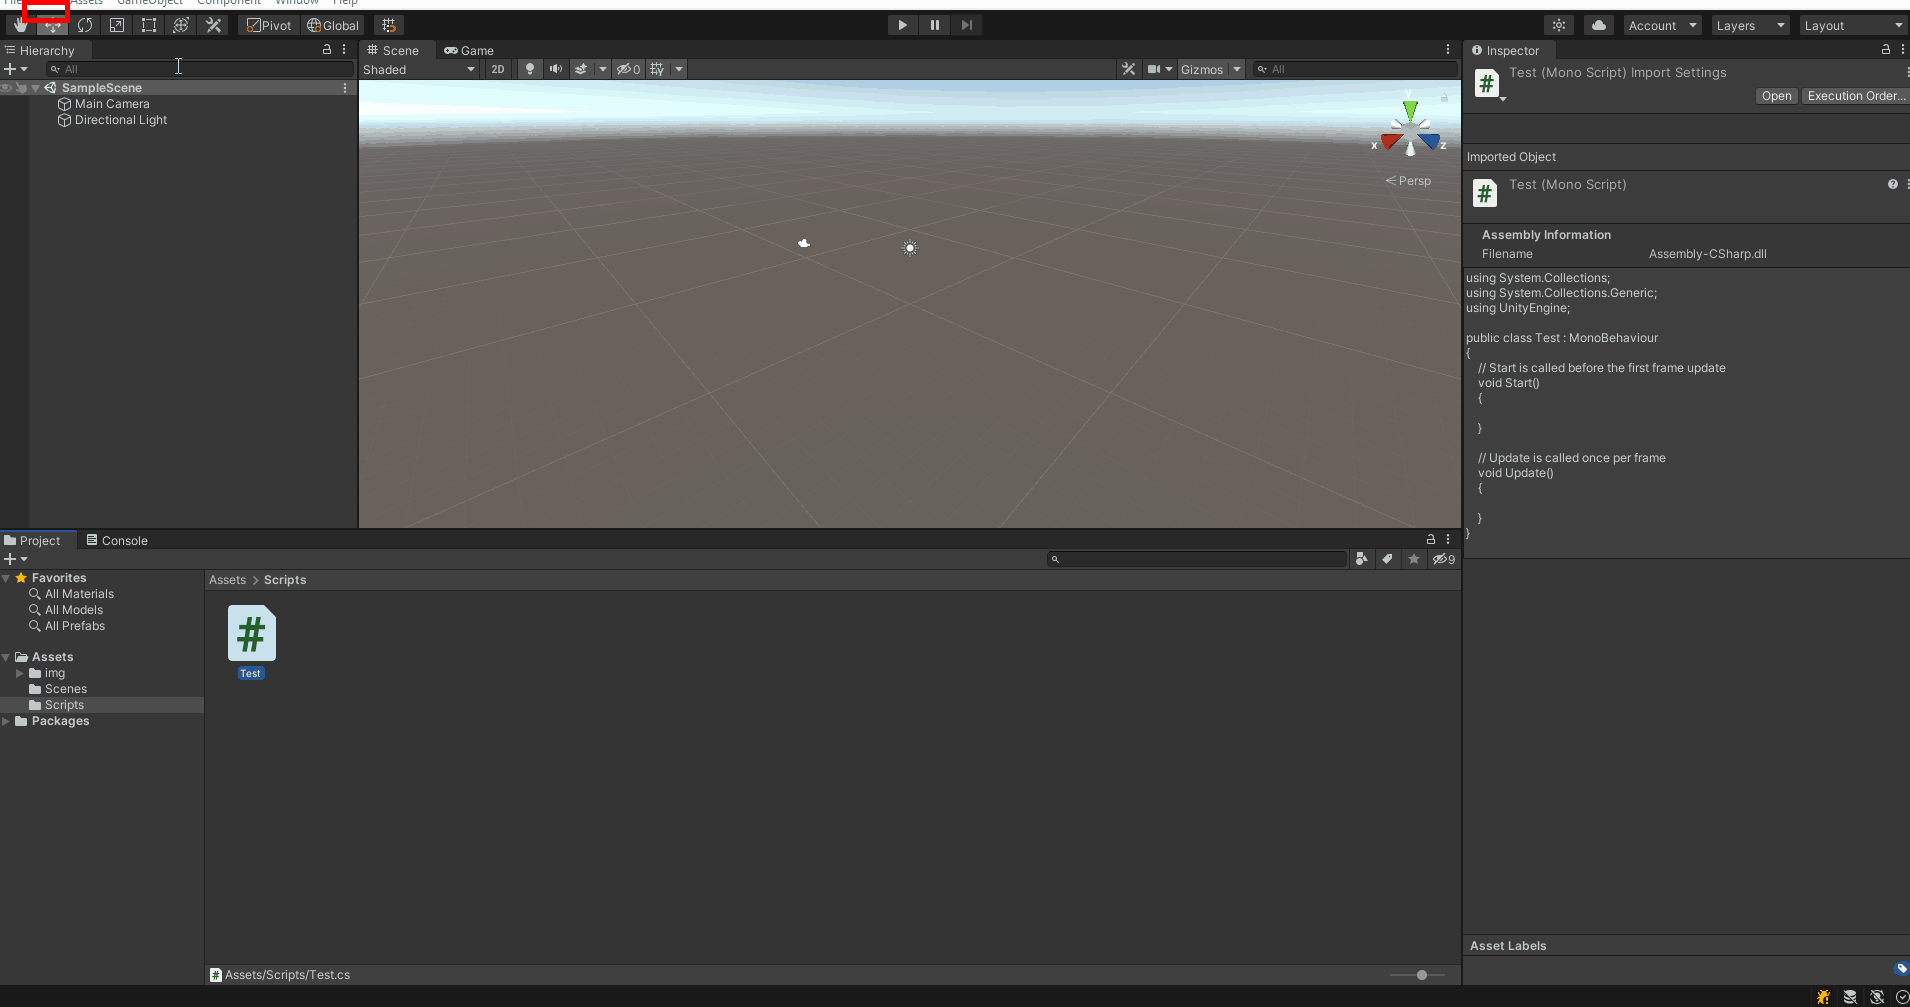 File Assets GameObject Component Window Help
Pivot Global Account Layers Layout
Hierarchy
All
SampleScene
Main Camera
Directional Light
Scene Game
Shaded 2D 0 Gizmos All
y
x z
Persp
Inspector
Test (Mono Script) Import Settings
Open Execution Order...
Imported Object
Test (Mono Script)
Assembly Information
Filename Assembly-CSharp.dll
using System.Collections;
using System.Collections.Generic;
using UnityEngine;
public class Test : MonoBehaviour
{
// Start is called before the first frame update
void Start()
{
}
// Update is called once per frame
void Update()
{
}
}
Asset Labels
Project Console
9
Favorites
All Materials
All Models
All Prefabs
Assets
img
Scenes
Scripts
Packages
Assets > Scripts
#
Test
Assets/Scripts/Test.cs